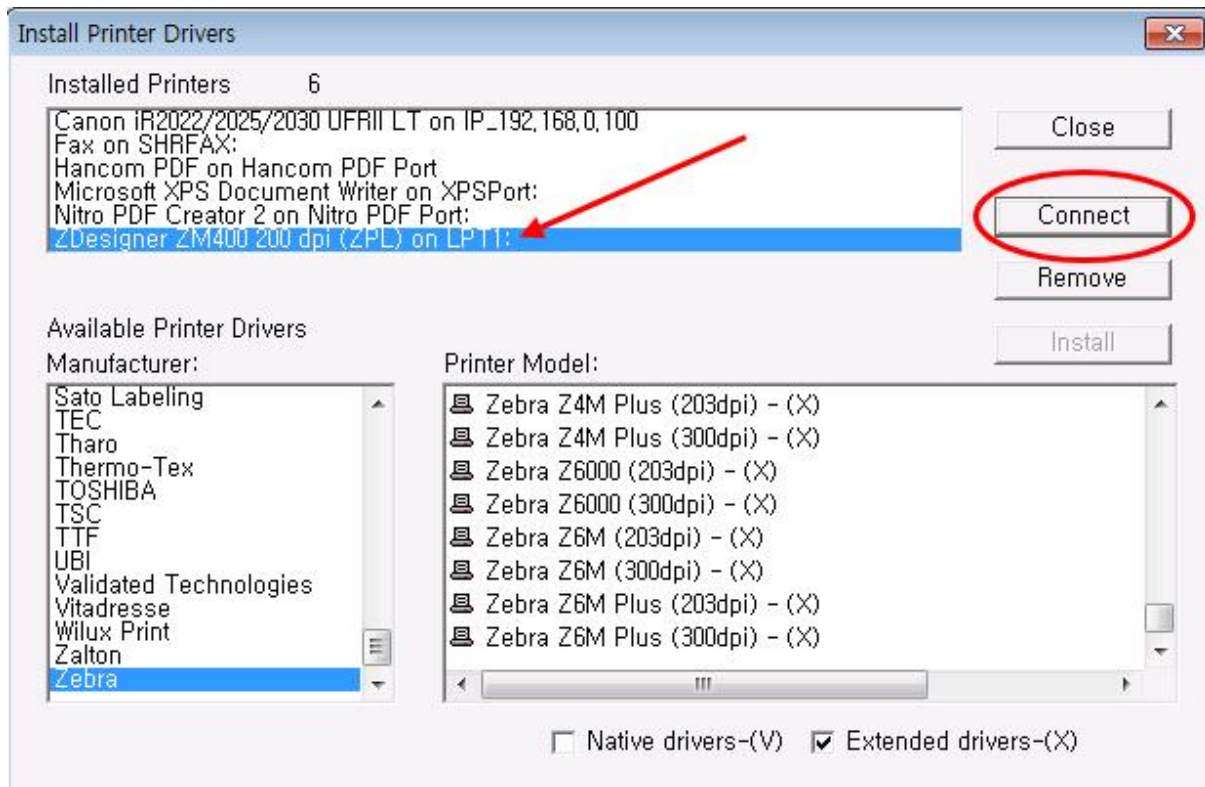 Install Printer Drivers
Installed Printers 6
Canon iR2022/2025/2030 UFRII LT on IP_192,168,0,100
Fax on SHRFAX:
Hancom PDF on Hancom PDF Port
Microsoft XPS Document Writer on XPSPort:
Nitro PDF Creator 2 on Nitro PDF Port:
ZDesigner ZM400 200 dpi (ZPL) on LPT1:
Close
Connect
Remove
Install
Available Printer Drivers
Manufacturer:
Sato Labeling
TEC
Tharo
Thermo-Tex
TOSHIBA
TSC
TTF
UBI
Validated Technologies
Vitadresse
Wilux Print
Zalton
Zebra
Printer Model:
Zebra Z4M Plus (203dpi) - (X)
Zebra Z4M Plus (300dpi) - (X)
Zebra Z6000 (203dpi) - (X)
Zebra Z6000 (300dpi) - (X)
Zebra Z6M (203dpi) - (X)
Zebra Z6M (300dpi) - (X)
Zebra Z6M Plus (203dpi) - (X)
Zebra Z6M Plus (300dpi) - (X)
Native drivers-(V) Extended drivers-(X)